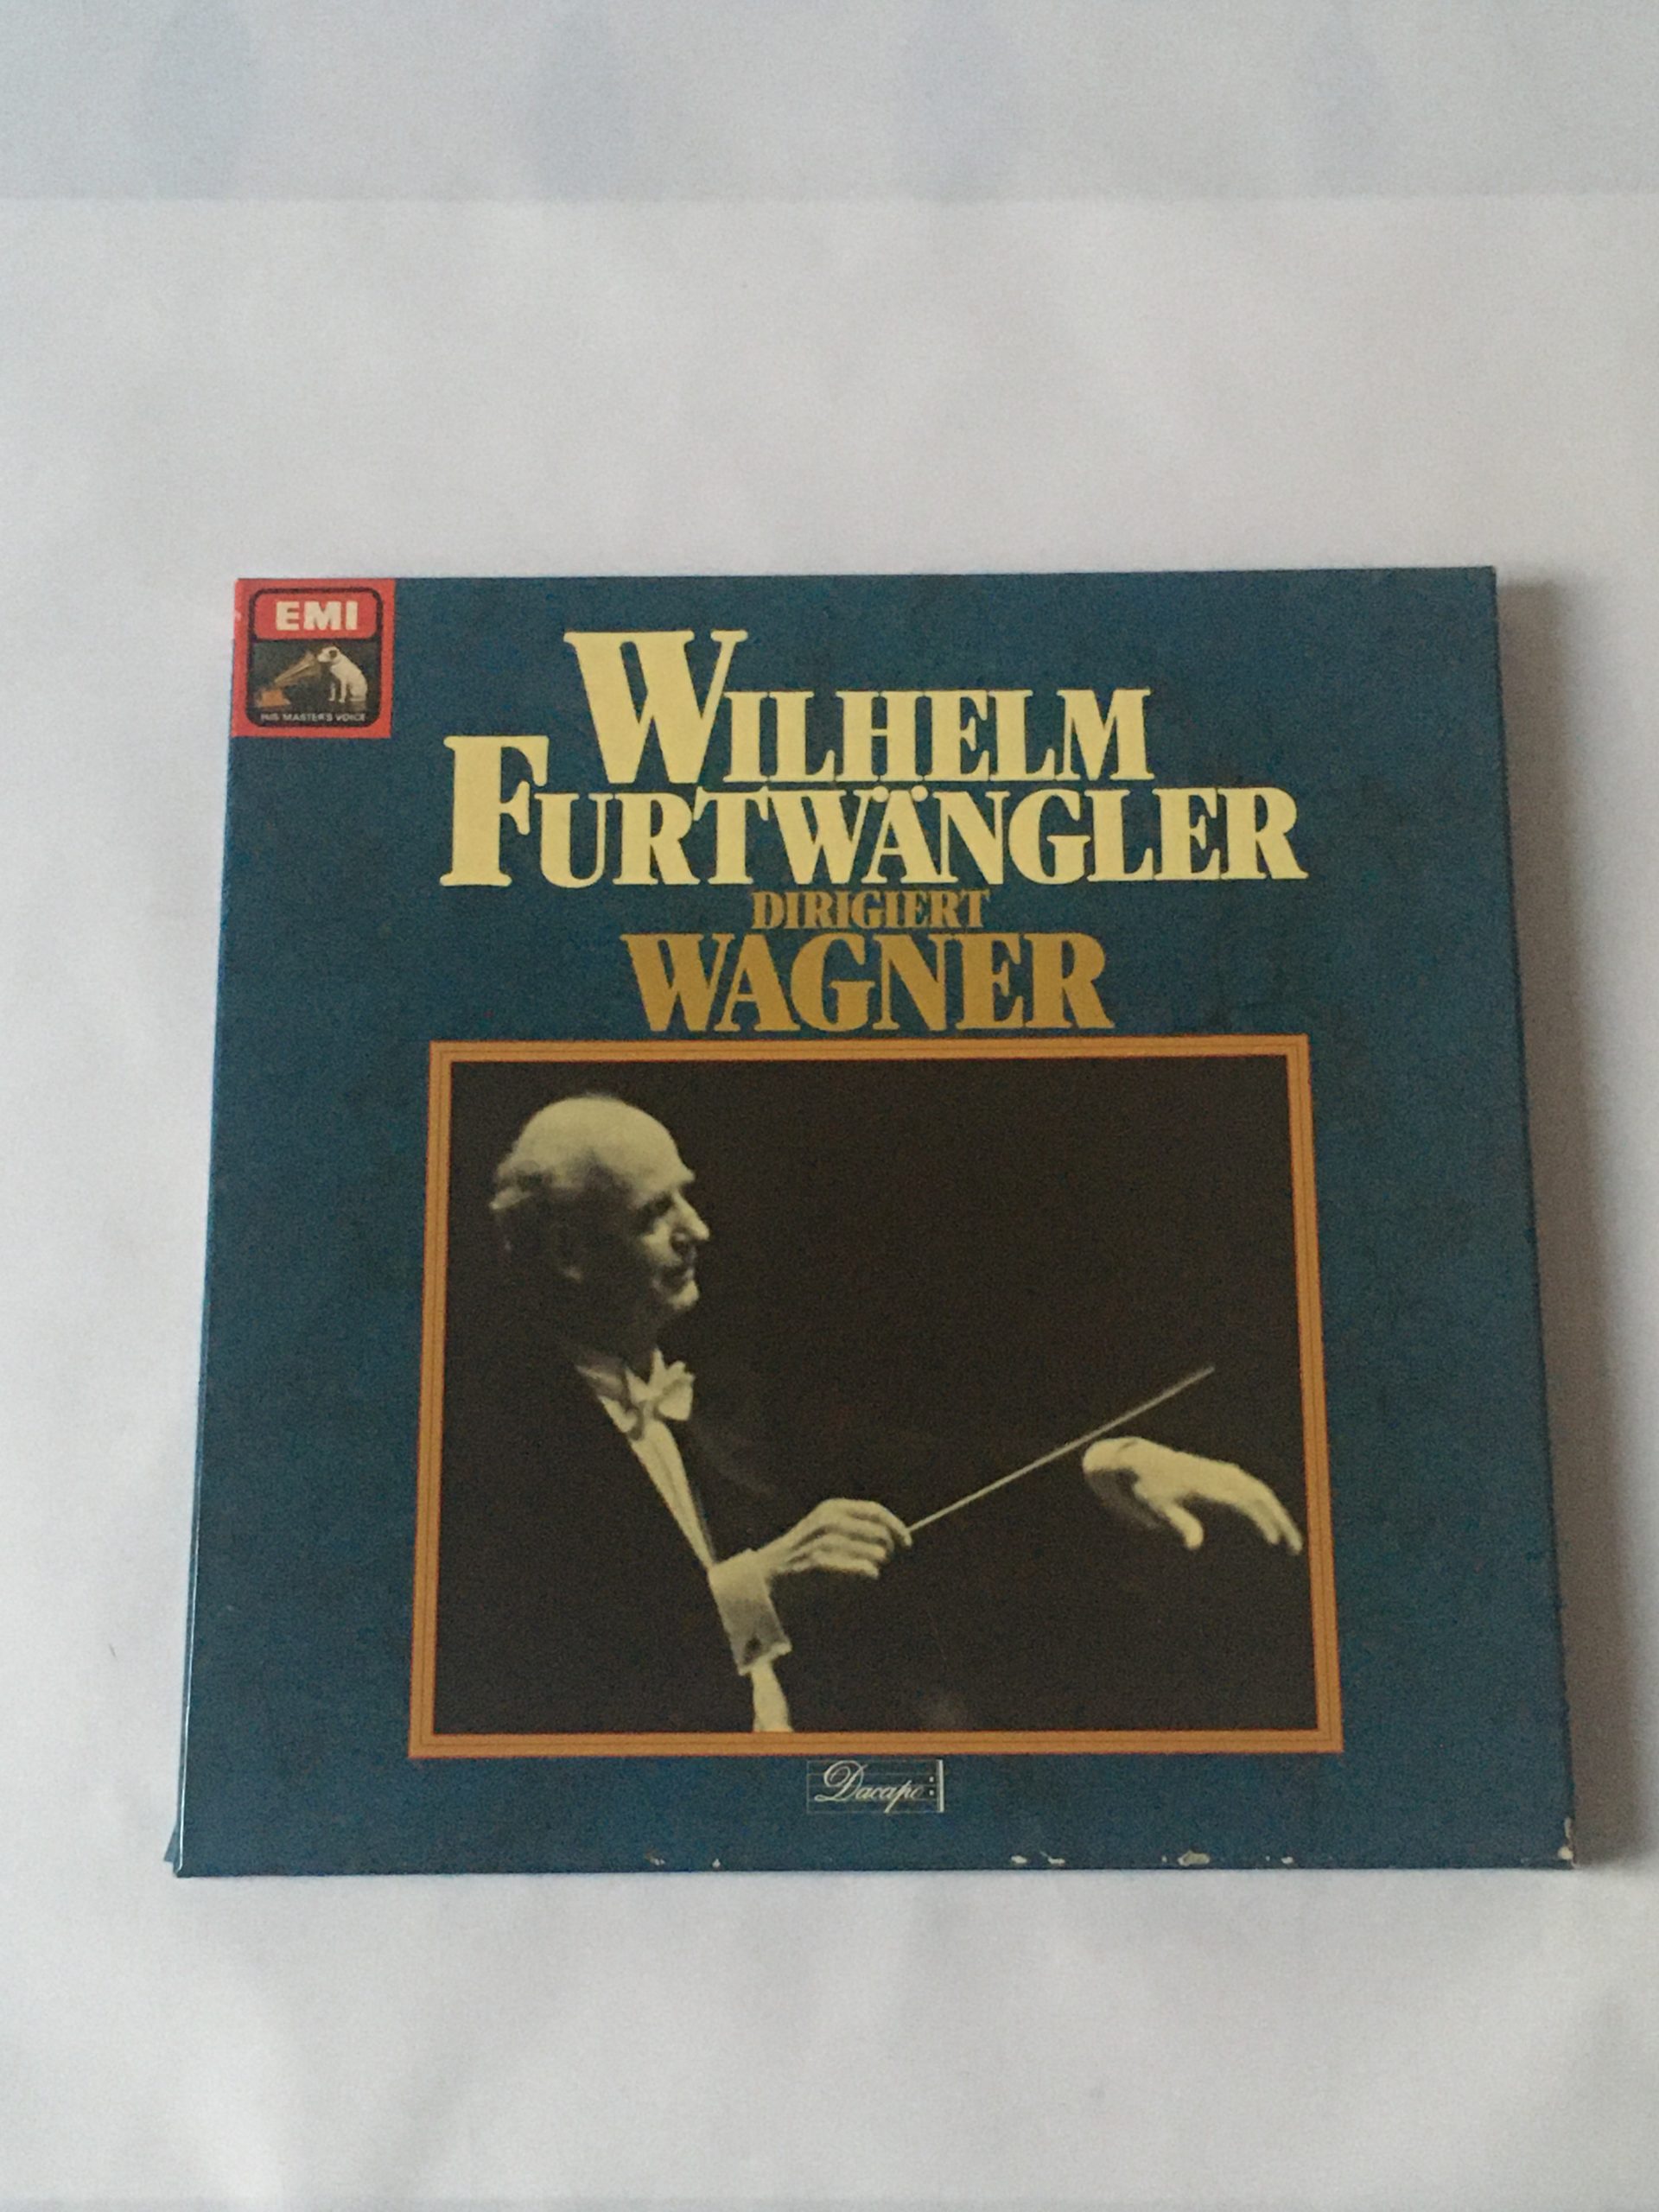 EMI
HIS MASTER'S VOICE
WILHELM
FURTWÄNGLER
DIRIGIERT
WAGNER
Dacapo